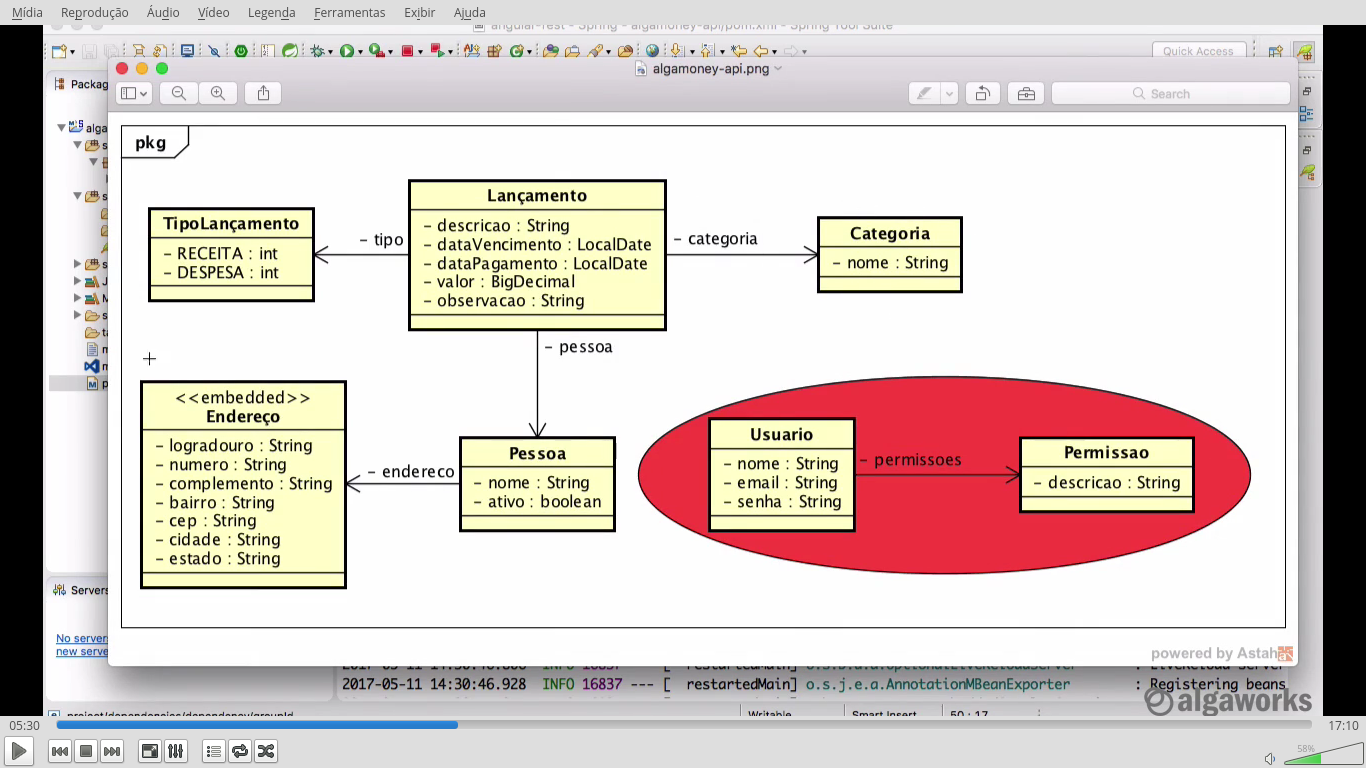 Mídia Reprodução Áudio Vídeo Legenda Ferramentas Exibir Ajuda
angular-rest - Spring - algamoney-api/pom.xml - Spring Tool Suite
Quick Access
algamoney-api.png
Packag
Search
alga
pkg
TipoLançamento
- RECEITA : int
- DESPESA : int
- tipo
Lançamento
- descricao : String
- dataVencimento : LocalDate
- dataPagamento : LocalDate
- valor : BigDecimal
- observacao : String
- categoria
Categoria
- nome : String
- pessoa
<<embedded>>
Endereço
- logradouro : String
- numero : String
- complemento : String
- bairro : String
- cep : String
- cidade : String
- estado : String
- endereco
Pessoa
- nome : String
- ativo : boolean
Usuario
- nome : String
- email : String
- senha : String
- permissoes
Permissao
- descricao : String
Servers
No server
new serve
powered by Astah
2017-05-11 14:30:46.928 INFO 16837 --- [ restartedMain] o.s.j.e.a.AnnotationMBeanExporter : Registering beans
algaworks
project/dependencies/dependency/groupId
Writable
Smart Insert
50 : 17
05:30
17:10
58%